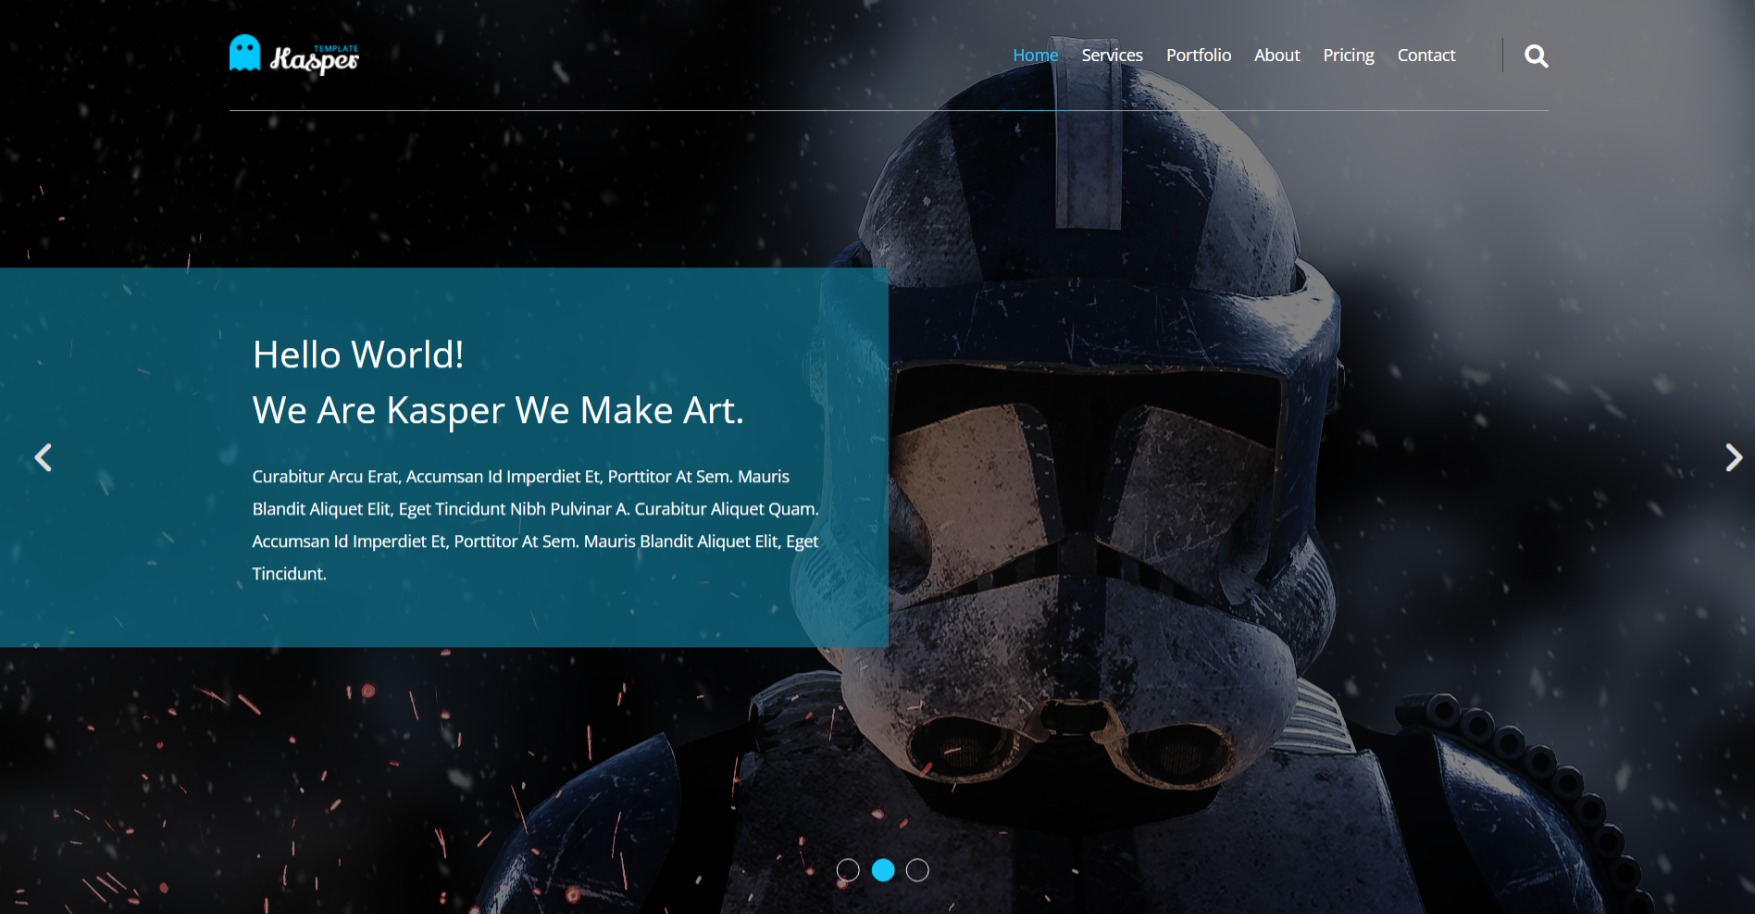 TEMPLATE
Kasper
Home Services Portfolio About Pricing Contact
Hello World!
We Are Kasper We Make Art.
Curabitur Arcu Erat, Accumsan Id Imperdiet Et, Porttitor At Sem. Mauris
Blandit Aliquet Elit, Eget Tincidunt Nibh Pulvinar A. Curabitur Aliquet Quam.
Accumsan Id Imperdiet Et, Porttitor At Sem. Mauris Blandit Aliquet Elit, Eget
Tincidunt.